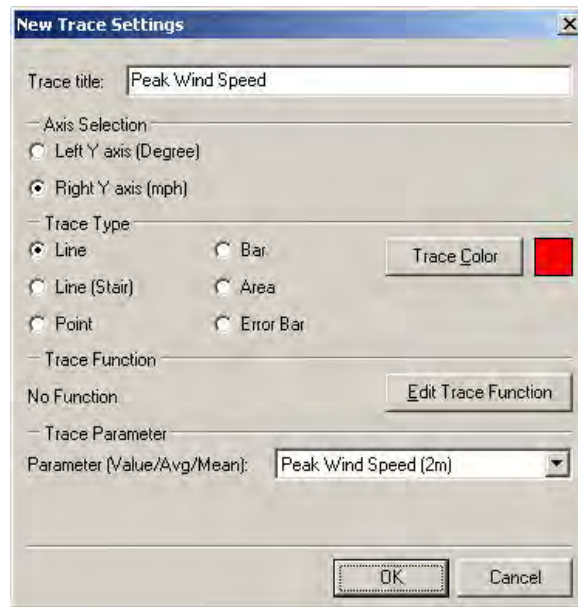 New Trace Settings
Trace title: Peak Wind Speed
Axis Selection
Left Y axis (Degree)
Right Y axis (mph)
Trace Type
Line Bar Trace Color
Line (Stair) Area
Point Error Bar
Trace Function
No Function Edit Trace Function
Trace Parameter
Parameter (Value/Avg/Mean): Peak Wind Speed (2m)
OK Cancel